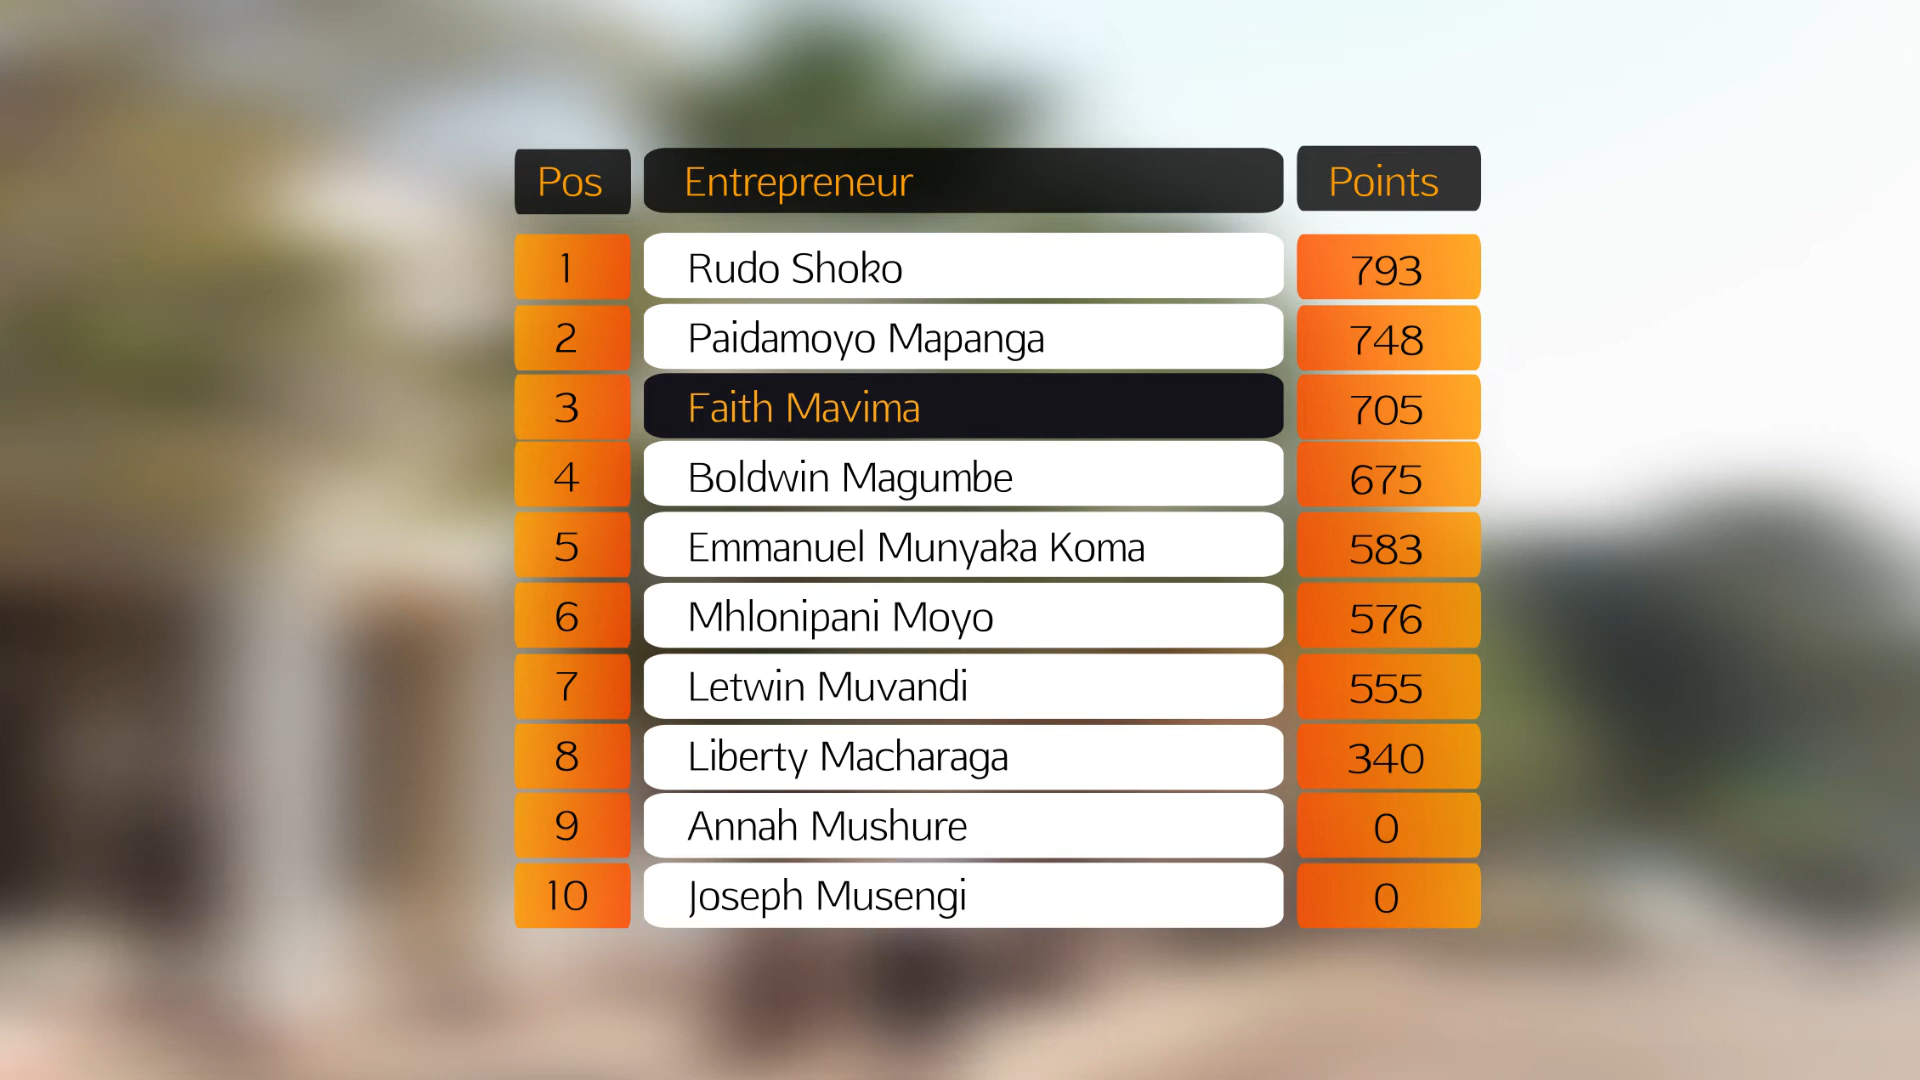 Pos Entrepreneur Points
1 Rudo Shoko 793
2 Paidamoyo Mapanga 748
3 Faith Mavima 705
4 Boldwin Magumbe 675
5 Emmanuel Munyaka Koma 583
6 Mhlonipani Moyo 576
7 Letwin Muvandi 555
8 Liberty Macharaga 340
9 Annah Mushure 0
10 Joseph Musengi 0